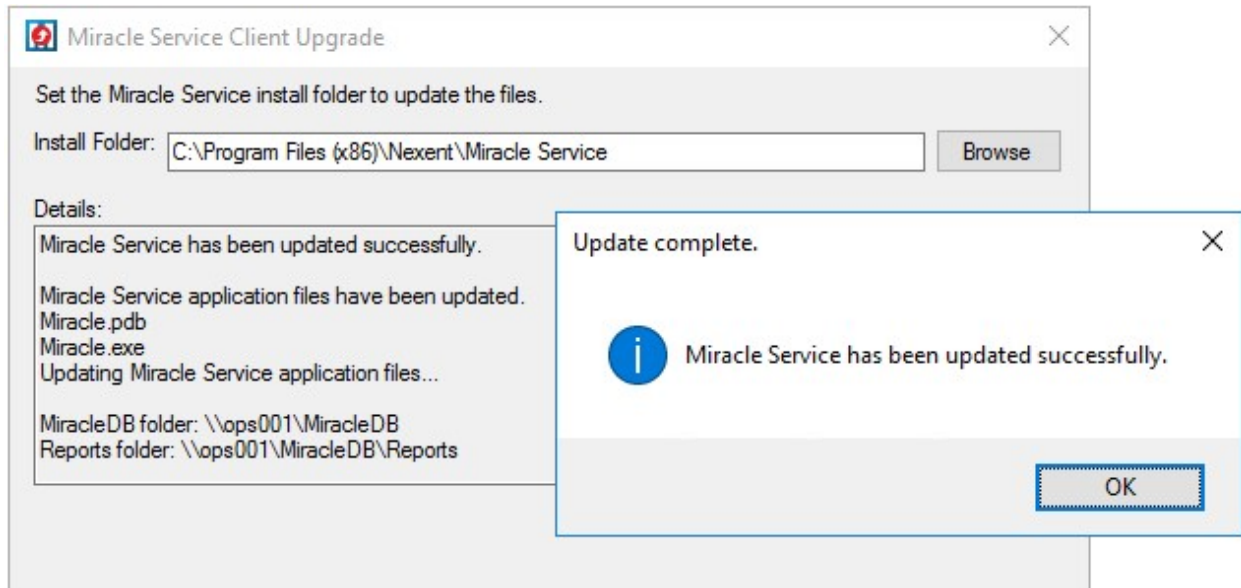 Miracle Service Client Upgrade
Set the Miracle Service install folder to update the files.
Install Folder:
C:\Program Files (x86)\Nexent\Miracle Service
Browse
Details:
Miracle Service has been updated successfully.
Miracle Service application files have been updated.
Miracle.pdb
Miracle.exe
Updating Miracle Service application files...
MiracleDB folder: \\ops001\MiracleDB
Reports folder: \\ops001\MiracleDB\Reports
Update complete.
Miracle Service has been updated successfully.
OK